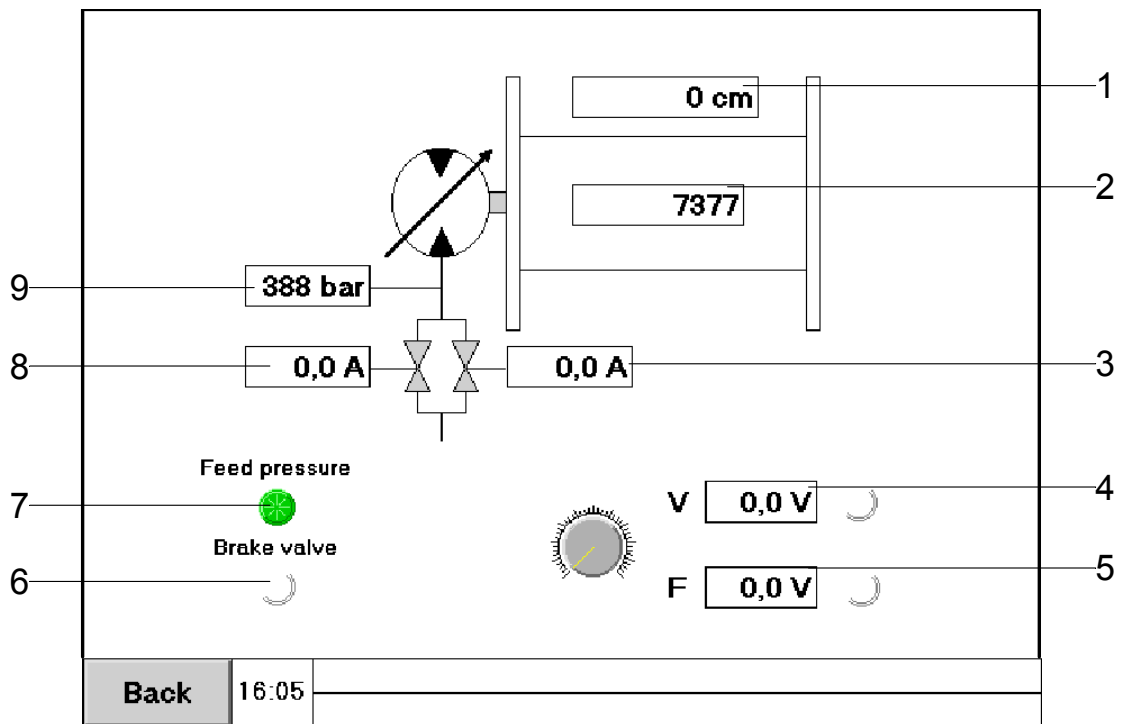 0 cm
1
7377
2
388 bar
9
0,0 A
8
0,0 A
3
Feed pressure
7
V
0,0 V
4
Brake valve
6
F
0,0 V
5
Back
16:05